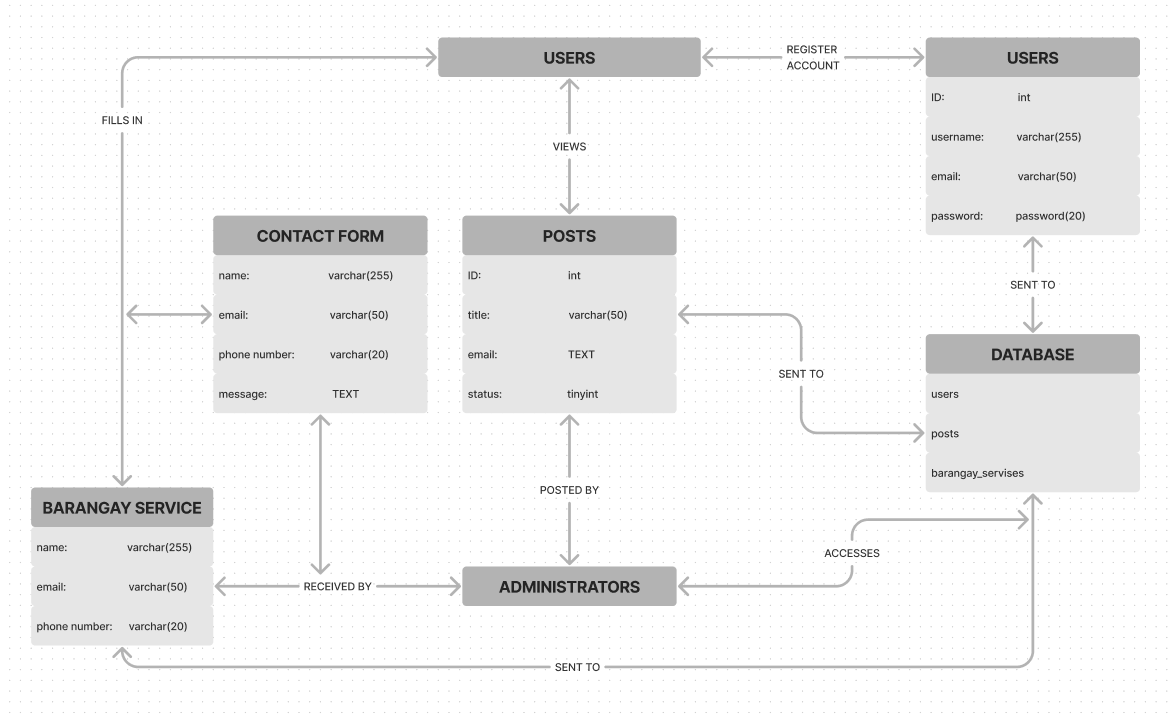 USERS
REGISTER
ACCOUNT
USERS
ID: int
username: varchar(255)
email: varchar(50)
password: password(20)
FILLS IN
VIEWS
CONTACT FORM
name: varchar(255)
email: varchar(50)
phone number: varchar(20)
message: TEXT
POSTS
ID: int
title: varchar(50)
email: TEXT
status: tinyint
SENT TO
SENT TO
DATABASE
users
posts
barangay_servises
POSTED BY
BARANGAY SERVICE
name: varchar(255)
email: varchar(50)
phone number: varchar(20)
RECEIVED BY
ADMINISTRATORS
ACCESSES
SENT TO